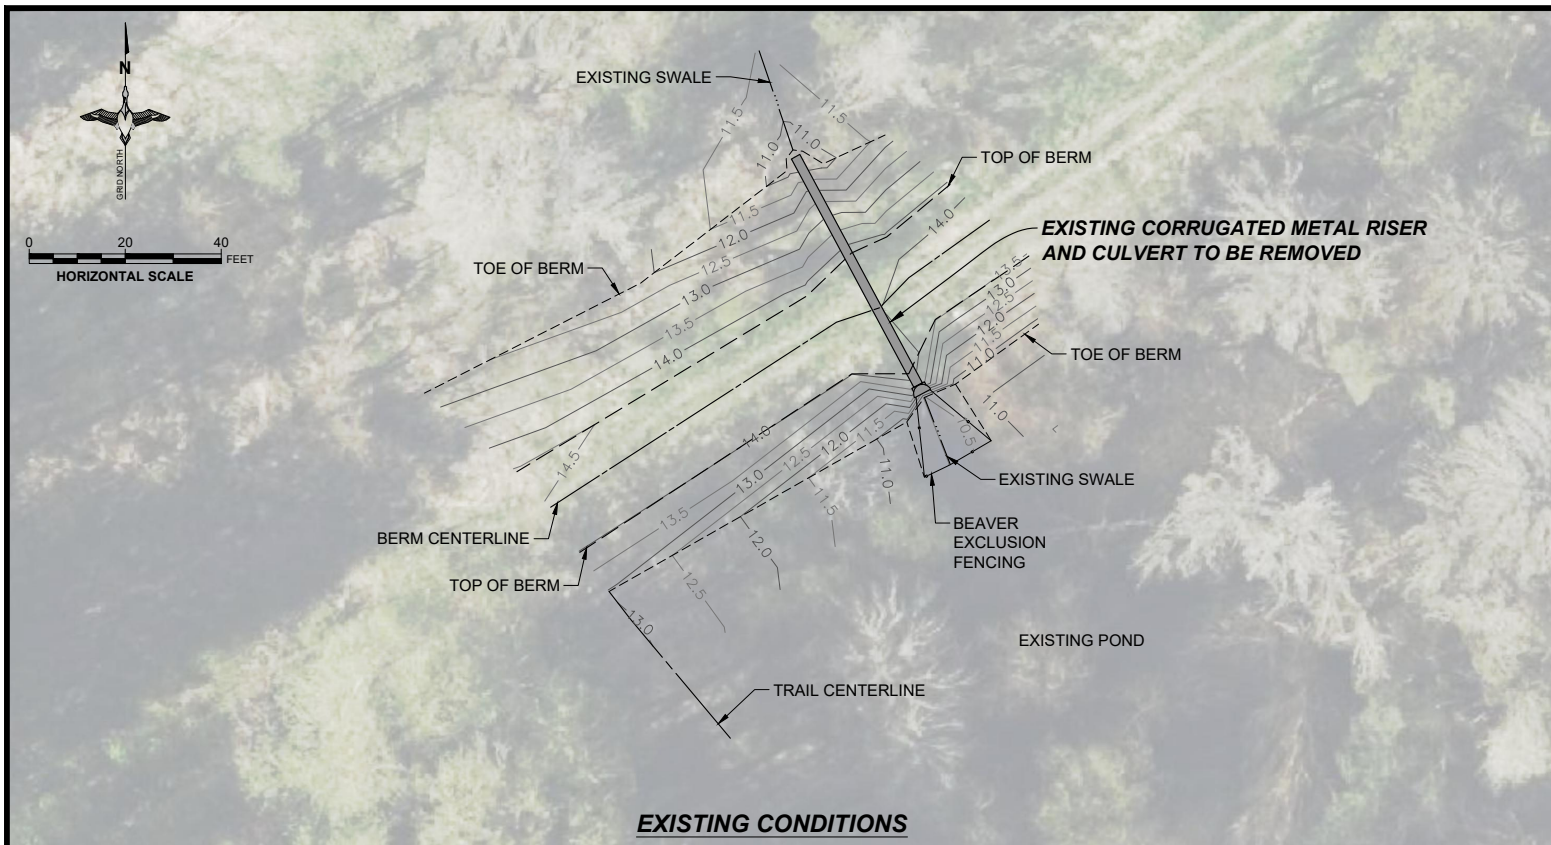 EXISTING SWALE
N
GRID NORTH
0 20 40
FEET
HORIZONTAL SCALE
11.5
11.5
11.0
11.0
TOP OF BERM
14.0
EXISTING CORRUGATED METAL RISER
AND CULVERT TO BE REMOVED
TOE OF BERM
11.5
12.0
12.5
13.0
13.5
14.0
13.5
13.0
12.5
12.0
11.5
11.0
TOE OF BERM
11.0
10.5
14.5
14.0
13.5
13.0
12.5
12.0
11.5
11.0
11.5
12.0
12.5
13.0
EXISTING SWALE
BEAVER
EXCLUSION
FENCING
BERM CENTERLINE
TOP OF BERM
EXISTING POND
TRAIL CENTERLINE
EXISTING CONDITIONS